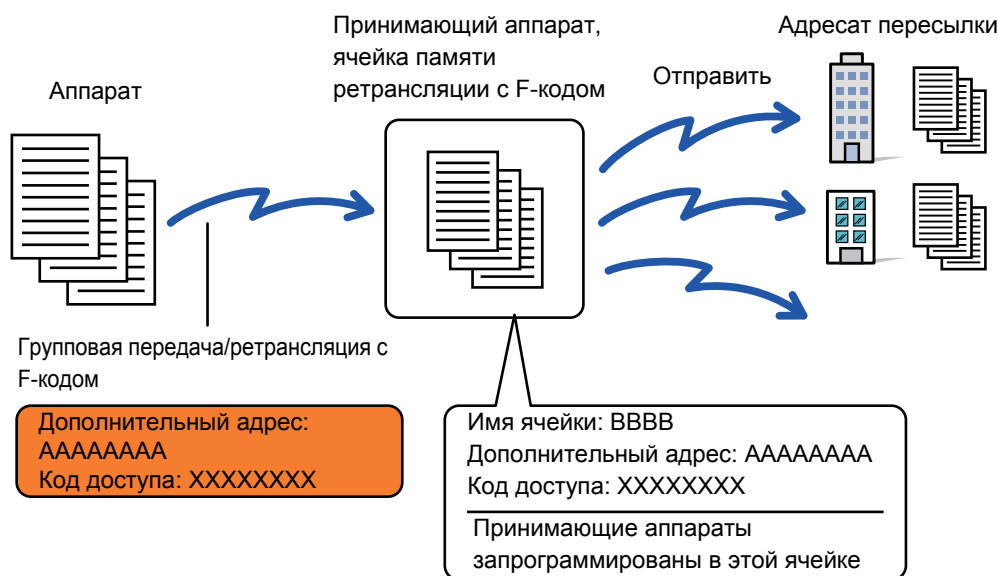 Аппарат
Принимающий аппарат,
ячейка памяти
ретрансляции с F-кодом
Отправить
Адресат пересылки
Групповая передача/ретрансляция с
F-кодом
Дополнительный адрес:
AAAAAAAA
Код доступа: XXXXXXXX
Имя ячейки: BBBB
Дополнительный адрес: AAAAAAAA
Код доступа: XXXXXXXX
Принимающие аппараты
запрограммированы в этой ячейке